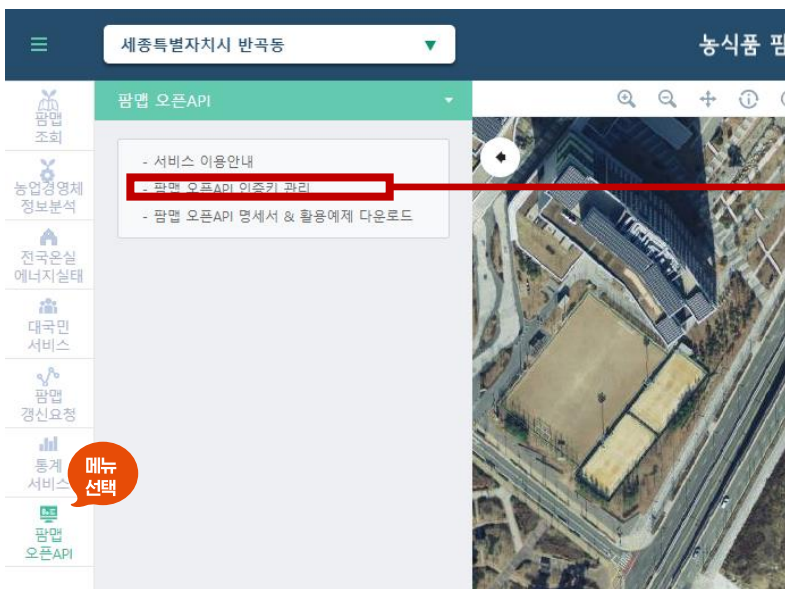 세종특별자치시 반곡동
농식품 팜
팜맵 오픈API
- 서비스 이용안내
- 팜맵 오픈API 인증키 관리
- 팜맵 오픈API 명세서 & 활용예제 다운로드
팜맵
조회
농업경영체
정보분석
전국온실
에너지실태
대국민
서비스
팜맵
갱신요청
통계
서비스
메뉴
선택
팜맵
오픈API